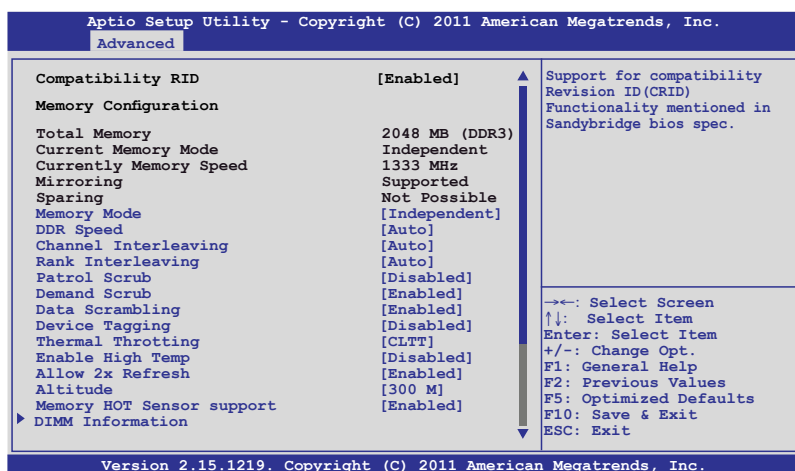 Aptio Setup Utility - Copyright (C) 2011 American Megatrends, Inc.
Advanced
Compatibility RID [Enabled]
Memory Configuration
Total Memory 2048 MB (DDR3)
Current Memory Mode Independent
Currently Memory Speed 1333 MHz
Mirroring Supported
Sparing Not Possible
Memory Mode [Independent]
DDR Speed [Auto]
Channel Interleaving [Auto]
Rank Interleaving [Auto]
Patrol Scrub [Disabled]
Demand Scrub [Enabled]
Data Scrambling [Enabled]
Device Tagging [Disabled]
Thermal Throtting [CLTT]
Enable High Temp [Disabled]
Allow 2x Refresh [Enabled]
Altitude [300 M]
Memory HOT Sensor support [Enabled]
DIMM Information
Support for compatibility
Revision ID(CRID)
Functionality mentioned in
Sandybridge bios spec.
→←: Select Screen
↑↓: Select Item
Enter: Select Item
+/-: Change Opt.
F1: General Help
F2: Previous Values
F5: Optimized Defaults
F10: Save & Exit
ESC: Exit
Version 2.15.1219. Copyright (C) 2011 American Megatrends, Inc.